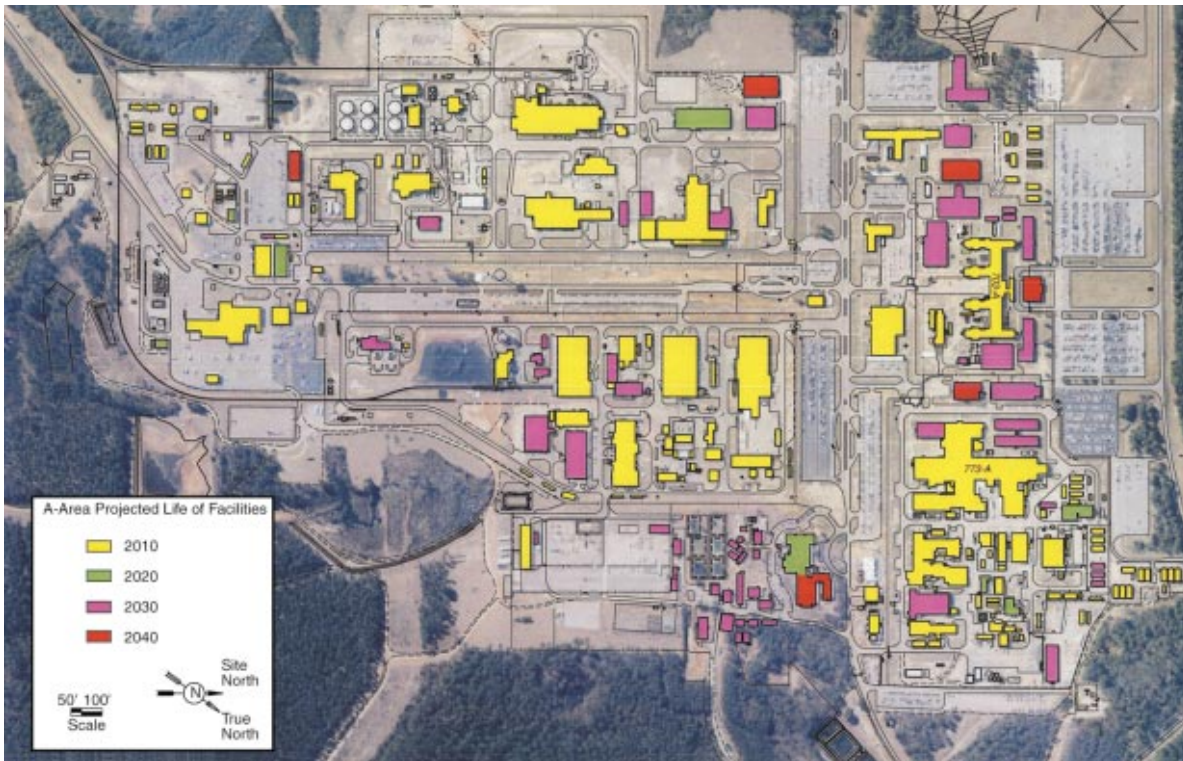 773-A
A-Area Projected Life of Facilities
2010
2020
2030
2040
Site
North
N
50' 100'
Scale
True
North